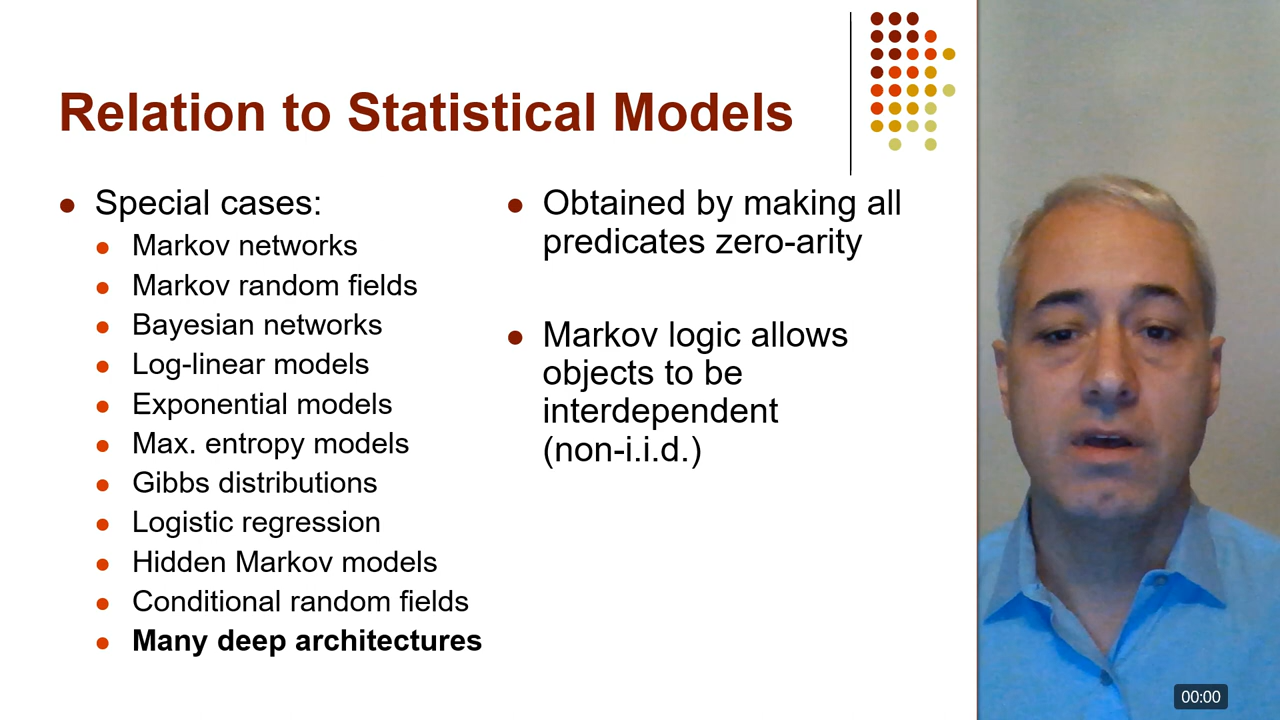 Relation to Statistical Models
Special cases:
Markov networks
Markov random fields
Bayesian networks
Log-linear models
Exponential models
Max. entropy models
Gibbs distributions
Logistic regression
Hidden Markov models
Conditional random fields
Many deep architectures
Obtained by making all
predicates zero-arity
Markov logic allows
objects to be
interdependent
(non-i.i.d.)
00:00